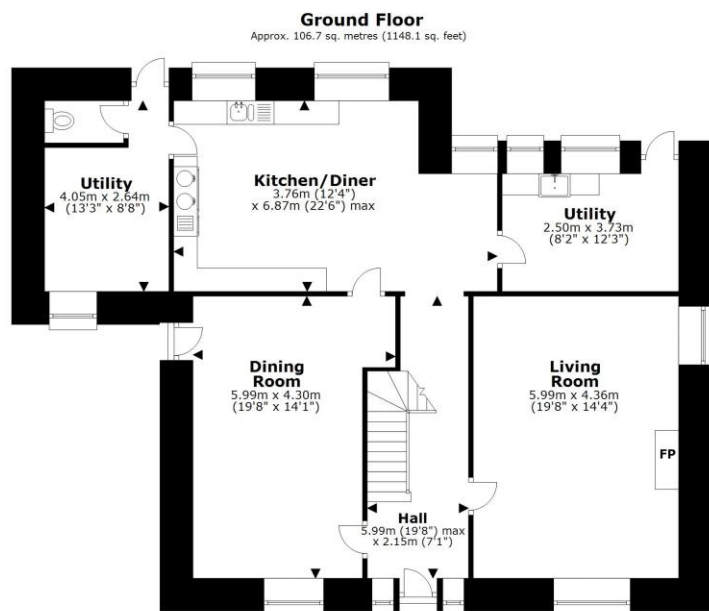 Ground Floor
Approx. 106.7 sq. metres (1148.1 sq. feet)
Utility
4.05m x 2.64m
(13'3" x 8'8")
Kitchen/Diner
3.76m (12'4")
x 6.87m (22'6") max
Utility
2.50m x 3.73m
(8'2" x 12'3")
Dining
Room
5.99m x 4.30m
(19'8" x 14'1")
Living
Room
5.99m x 4.36m
(19'8" x 14'4")
FP
Hall
5.99m (19'8") max
x 2.15m (7'1")